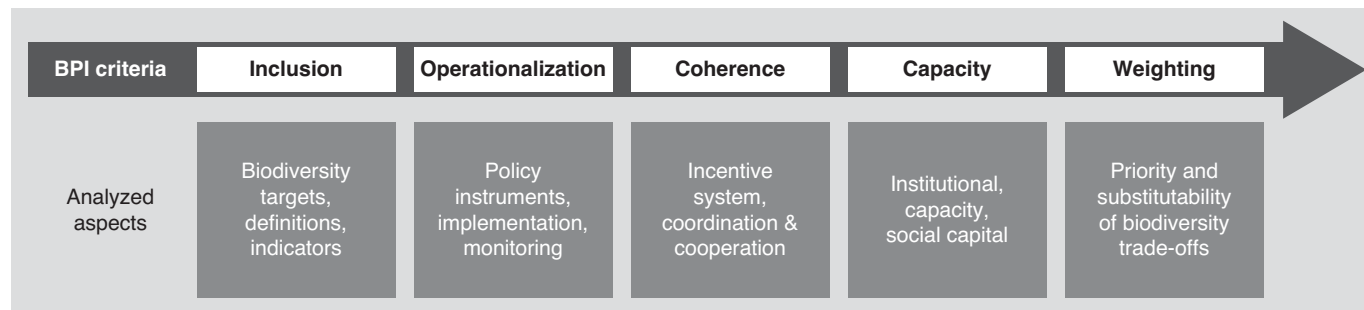 BPI criteria
Inclusion
Operationalization
Coherence
Capacity
Weighting
Analyzed
aspects
Biodiversity
targets,
definitions,
indicators
Policy
instruments,
implementation,
monitoring
Incentive
system,
coordination &
cooperation
Institutional,
capacity,
social capital
Priority and
substitutability
of biodiversity
trade-offs